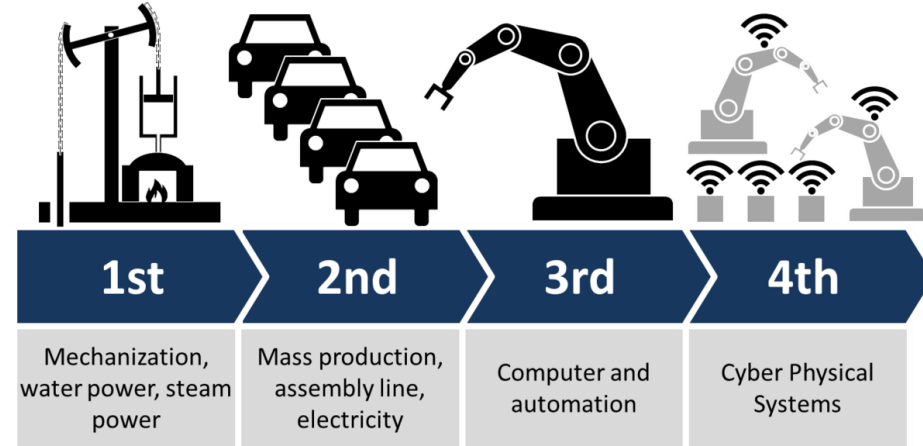 1st
2nd
3rd
4th
Mechanization,
water power, steam
power
Mass production,
assembly line,
electricity
Computer and
automation
Cyber Physical
Systems